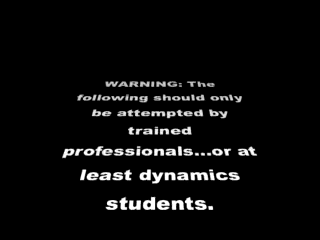 WARNING: The
following should only
be attempted by
trained
professionals...or at
least dynamics
students.